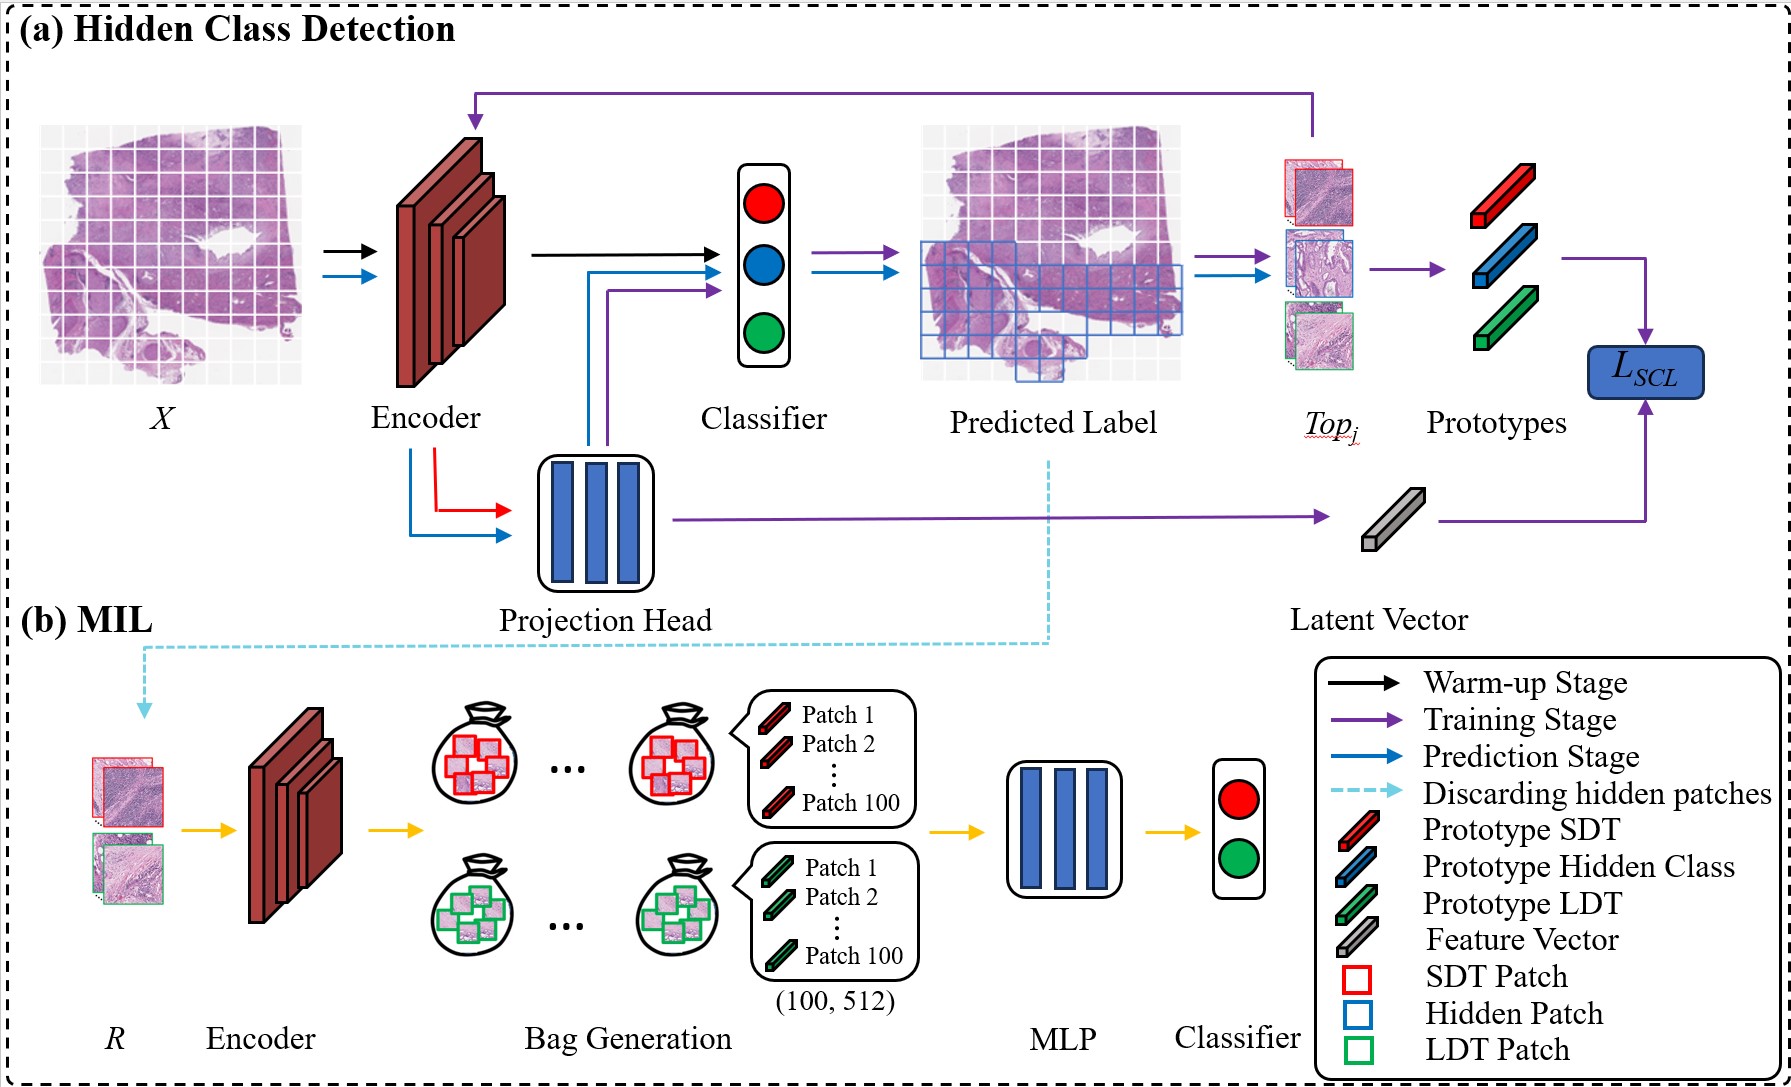 (a) Hidden Class Detection
X
Encoder
Classifier
Predicted Label
Top_j
Prototypes
L_SCL
Projection Head
Latent Vector
(b) MIL
Patch 1
Patch 2
Patch 100
Patch 1
Patch 2
Patch 100
(100, 512)
R
Encoder
...
...
Bag Generation
MLP
Classifier
Warm-up Stage
Training Stage
Prediction Stage
Discarding hidden patches
Prototype SDT
Prototype Hidden Class
Prototype LDT
Feature Vector
SDT Patch
Hidden Patch
LDT Patch